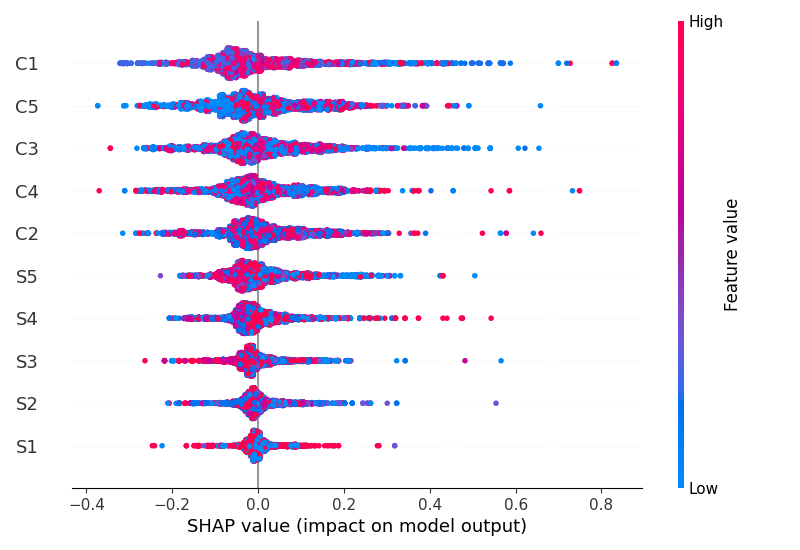 High
C1
C5
C3
C4
C2
S5
S4
S3
S2
S1
Feature value
Low
−0.4 −0.2 0.0 0.2 0.4 0.6 0.8
SHAP value (impact on model output)